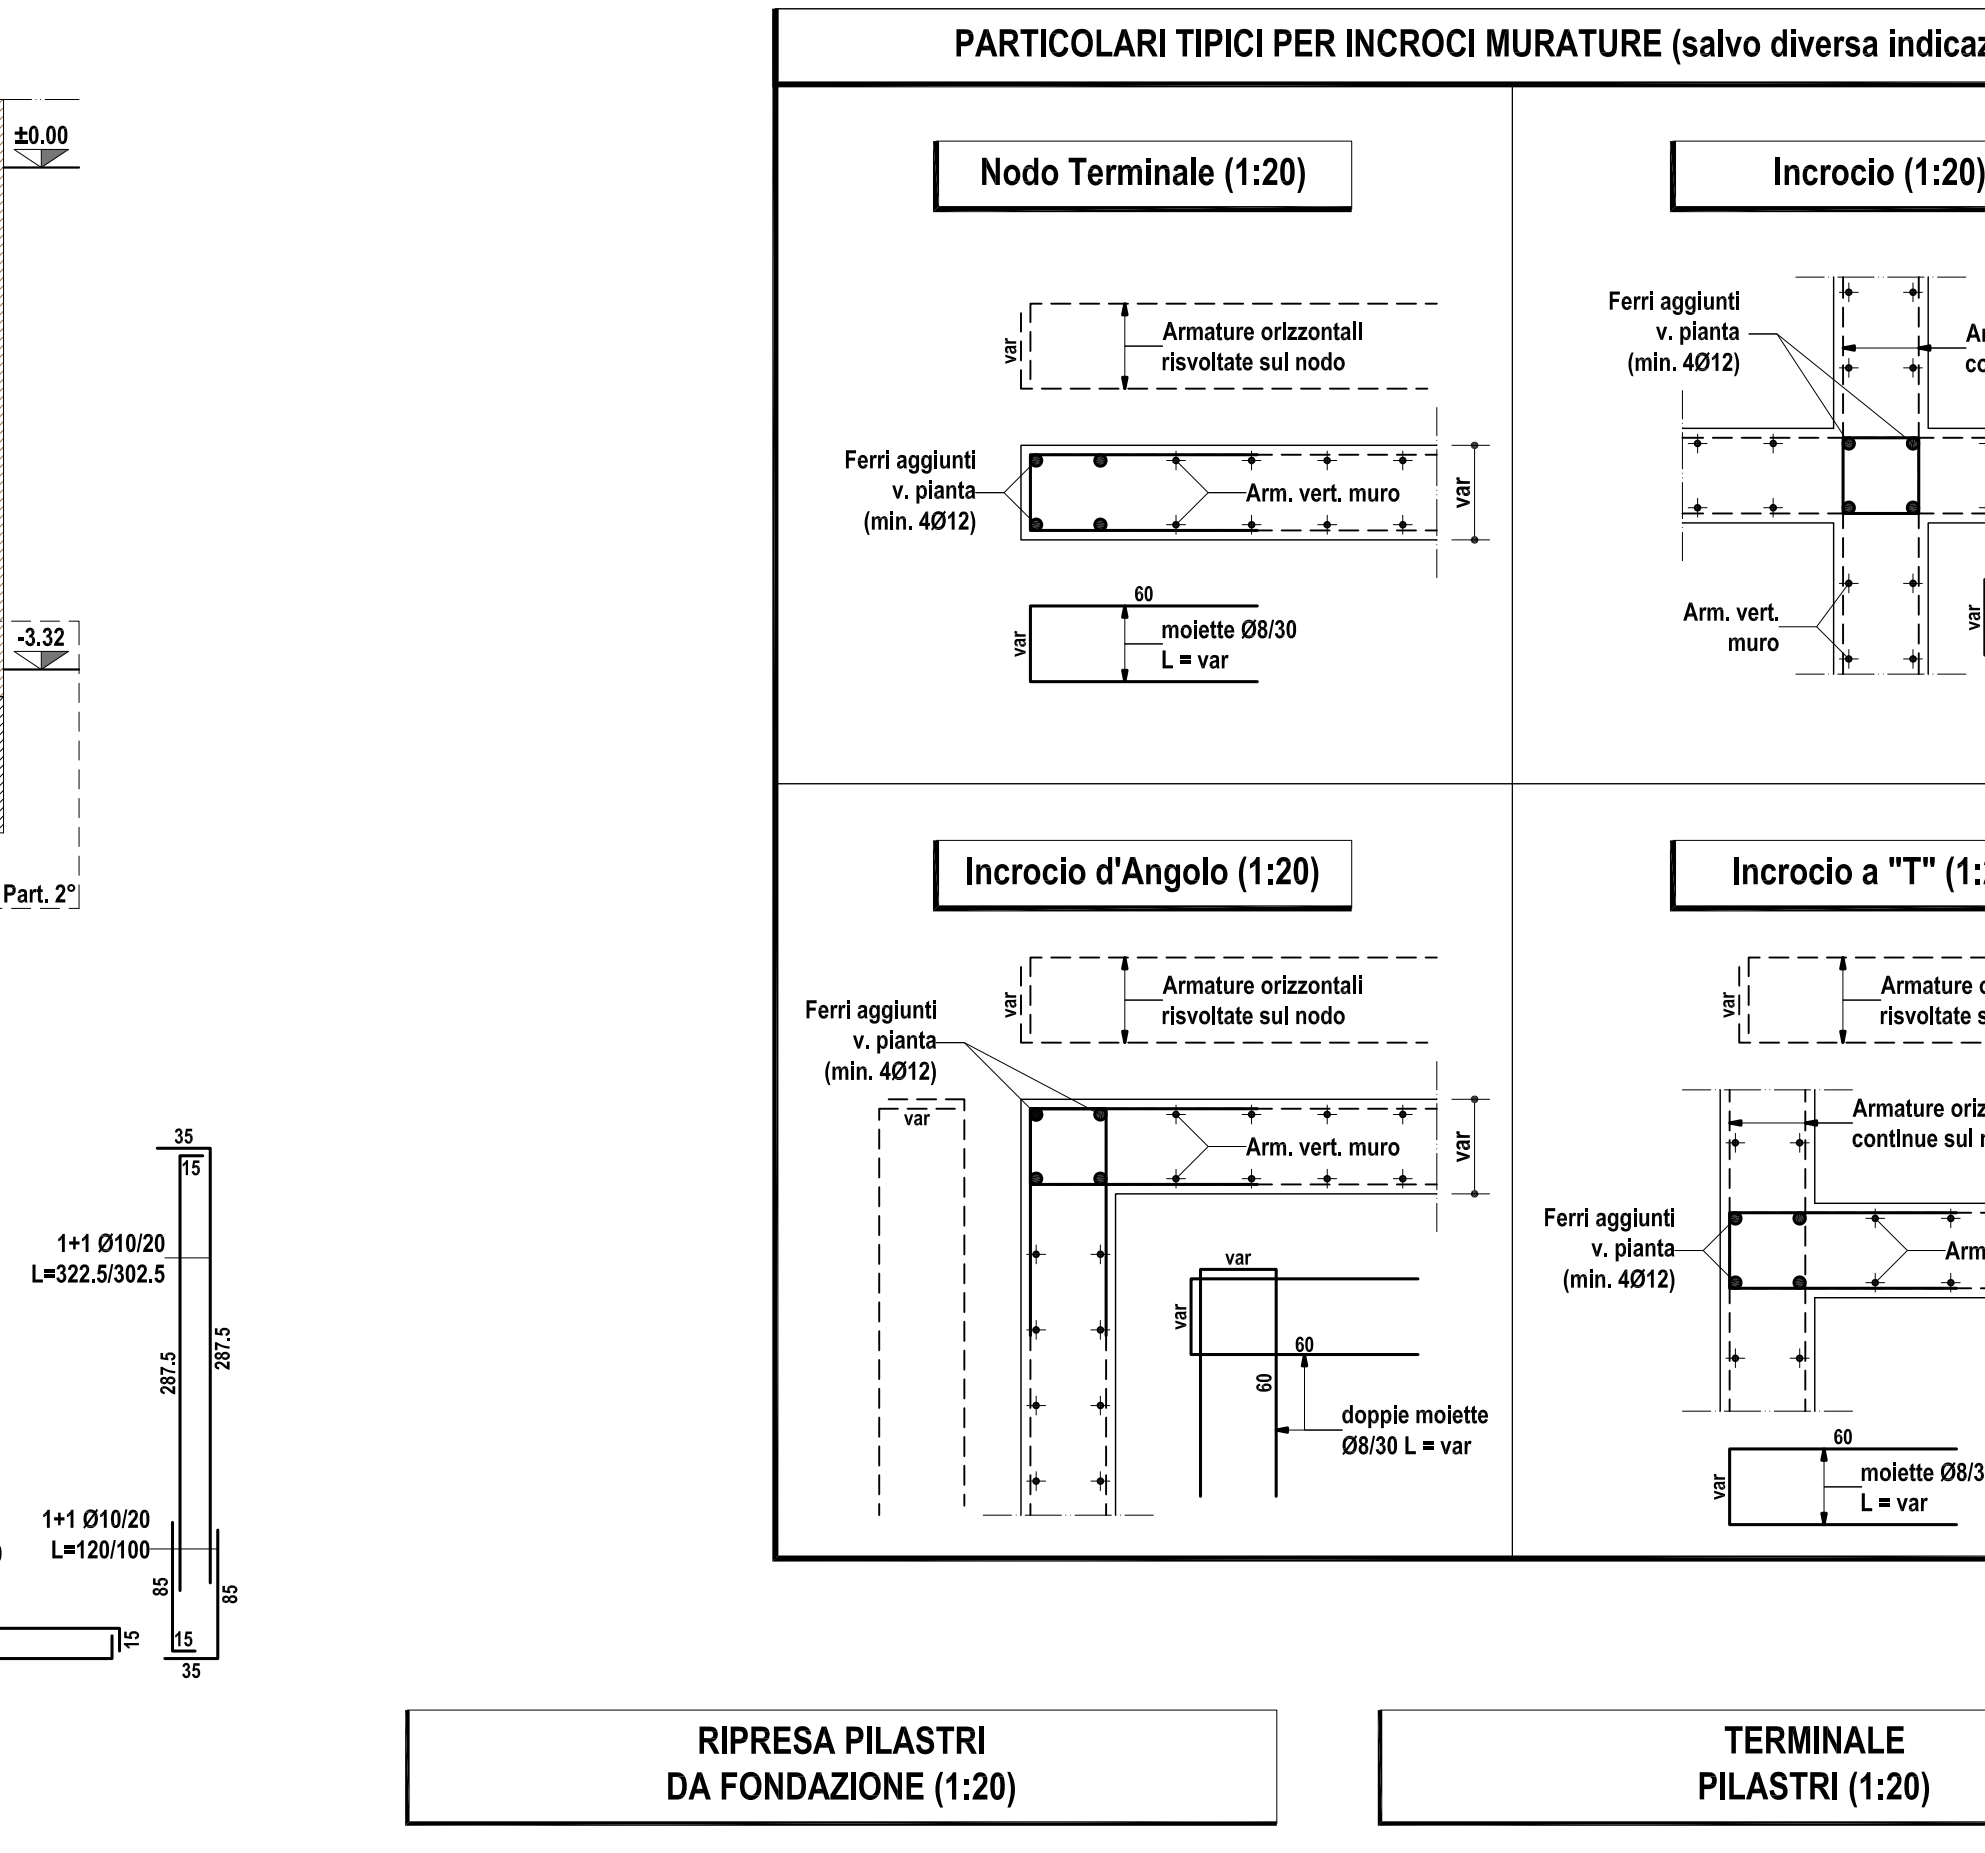 PARTICOLARI TIPICI PER INCROCI MURATURE (salvo diversa
±0.00
-3.32
Part. 2°
Nodo Terminale (1:20)
var
Armature orizzontali
risvoltate sul nodo
Ferri aggiunti
v. pianta
(min. 4Ø12)
Arm. vert. muro
var
60
var
moiette Ø8/30
L = var
Incrocio (1:20)
Ferri aggiunti
v. pianta
(min. 4Ø12)
Arm. vert.
muro
var
Incrocio d'Angolo (1:20)
var
Armature orizzontali
risvoltate sul nodo
Ferri aggiunti
v. pianta
(min. 4Ø12)
var
Arm. vert. muro
var
var
var
60
60
doppie moiette
Ø8/30 L = var
Incrocio a "T"
var
Armature
risvoltate
Armature
continue sul
Ferri aggiunti
v. pianta
(min. 4Ø12)
Arm
60
var
moiette
L = var
35
15
1+1 Ø10/20
L=322.5/302.5
287.5
287.5
1+1 Ø10/20
L=120/100
85
85
15
15
35
RIPRESA PILASTRI
DA FONDAZIONE (1:20)
TERMINALE
PILASTRI (1:20)